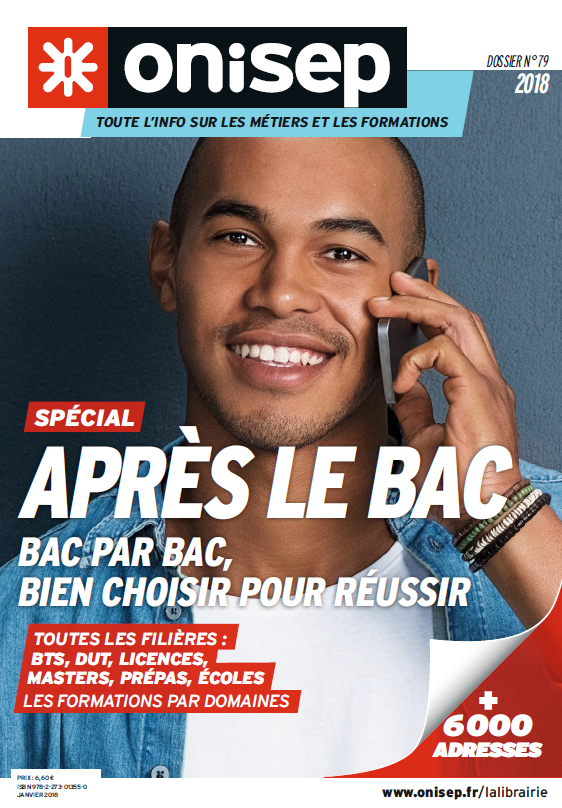 onisep
DOSSIER N° 79
2018
TOUTE L'INFO SUR LES MÉTIERS ET LES FORMATIONS
SPÉCIAL
APRÈS LE BAC
BAC PAR BAC,
BIEN CHOISIR POUR RÉUSSIR
TOUTES LES FILIÈRES :
BTS, DUT, LICENCES,
MASTERS, PRÉPAS, ÉCOLES
LES FORMATIONS PAR DOMAINES
+
6000
ADRESSES
PRIX : 6,60 €
ISBN 978-2-273-01355-0
JANVIER 2018
www.onisep.fr/lalibrairie